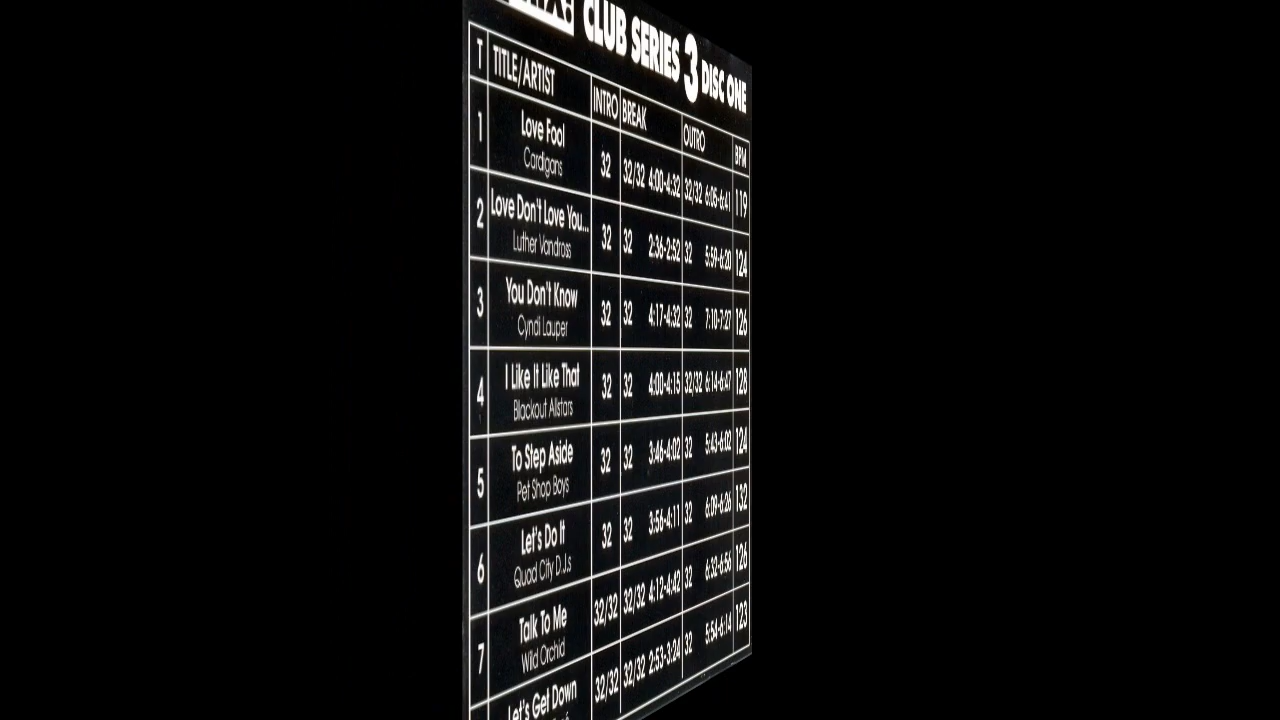 CLUB SERIES 3 DISC ONE
T TITLE/ARTIST INTRO BREAK OUTRO BPM
1 Love Fool 32 32/32 4:00-4:32 32/32 6:05-6:41 119
Cardigans
2 Love Don't Love You... 32 32 2:36-2:52 32 5:59-6:20 124
Luther Vandross
3 You Don't Know 32 32 4:17-4:32 32 7:10-7:27 126
Cyndi Lauper
4 I Like It Like That 32 32 4:00-4:15 32/32 6:14-6:47 128
Blackout Allstars
5 To Step Aside 32 32 3:46-4:02 32 5:43-6:02 124
Pet Shop Boys
6 Let's Do It 32 32 3:56-4:11 32 6:09-6:26 132
Quad City D.J.s
7 Talk To Me 32/32 32/32 4:12-4:42 32 6:32-6:56 126
Wild Orchid
Let's Get Down 32/32 32/32 2:53-3:24 32 5:54-6:14 123